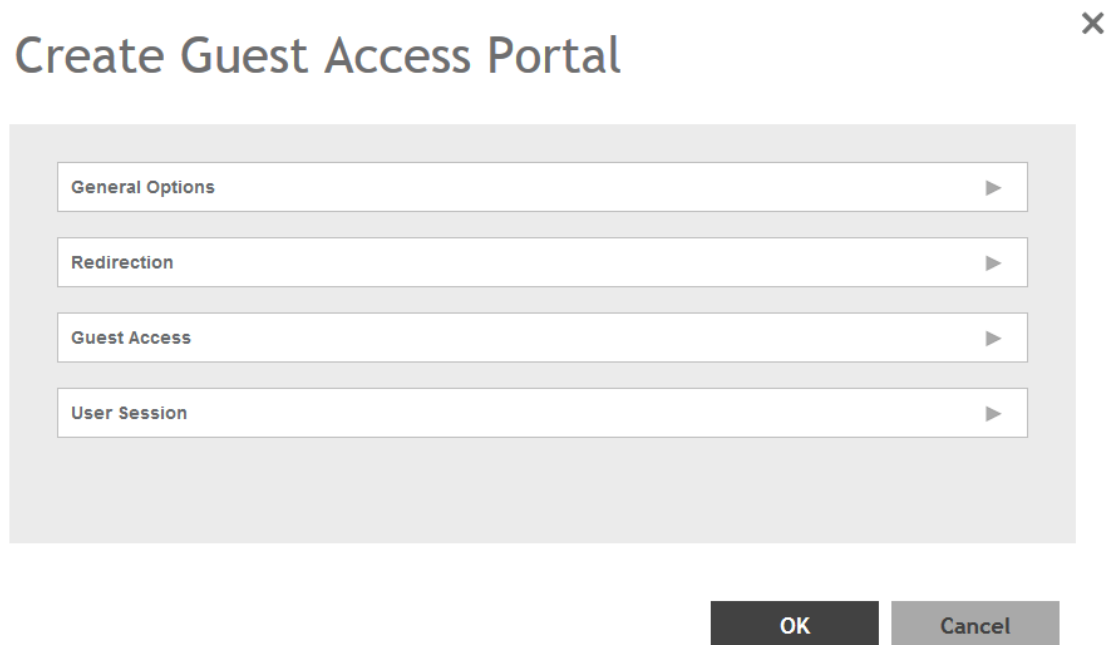 Create Guest Access Portal
General Options
Redirection
Guest Access
User Session
OK Cancel